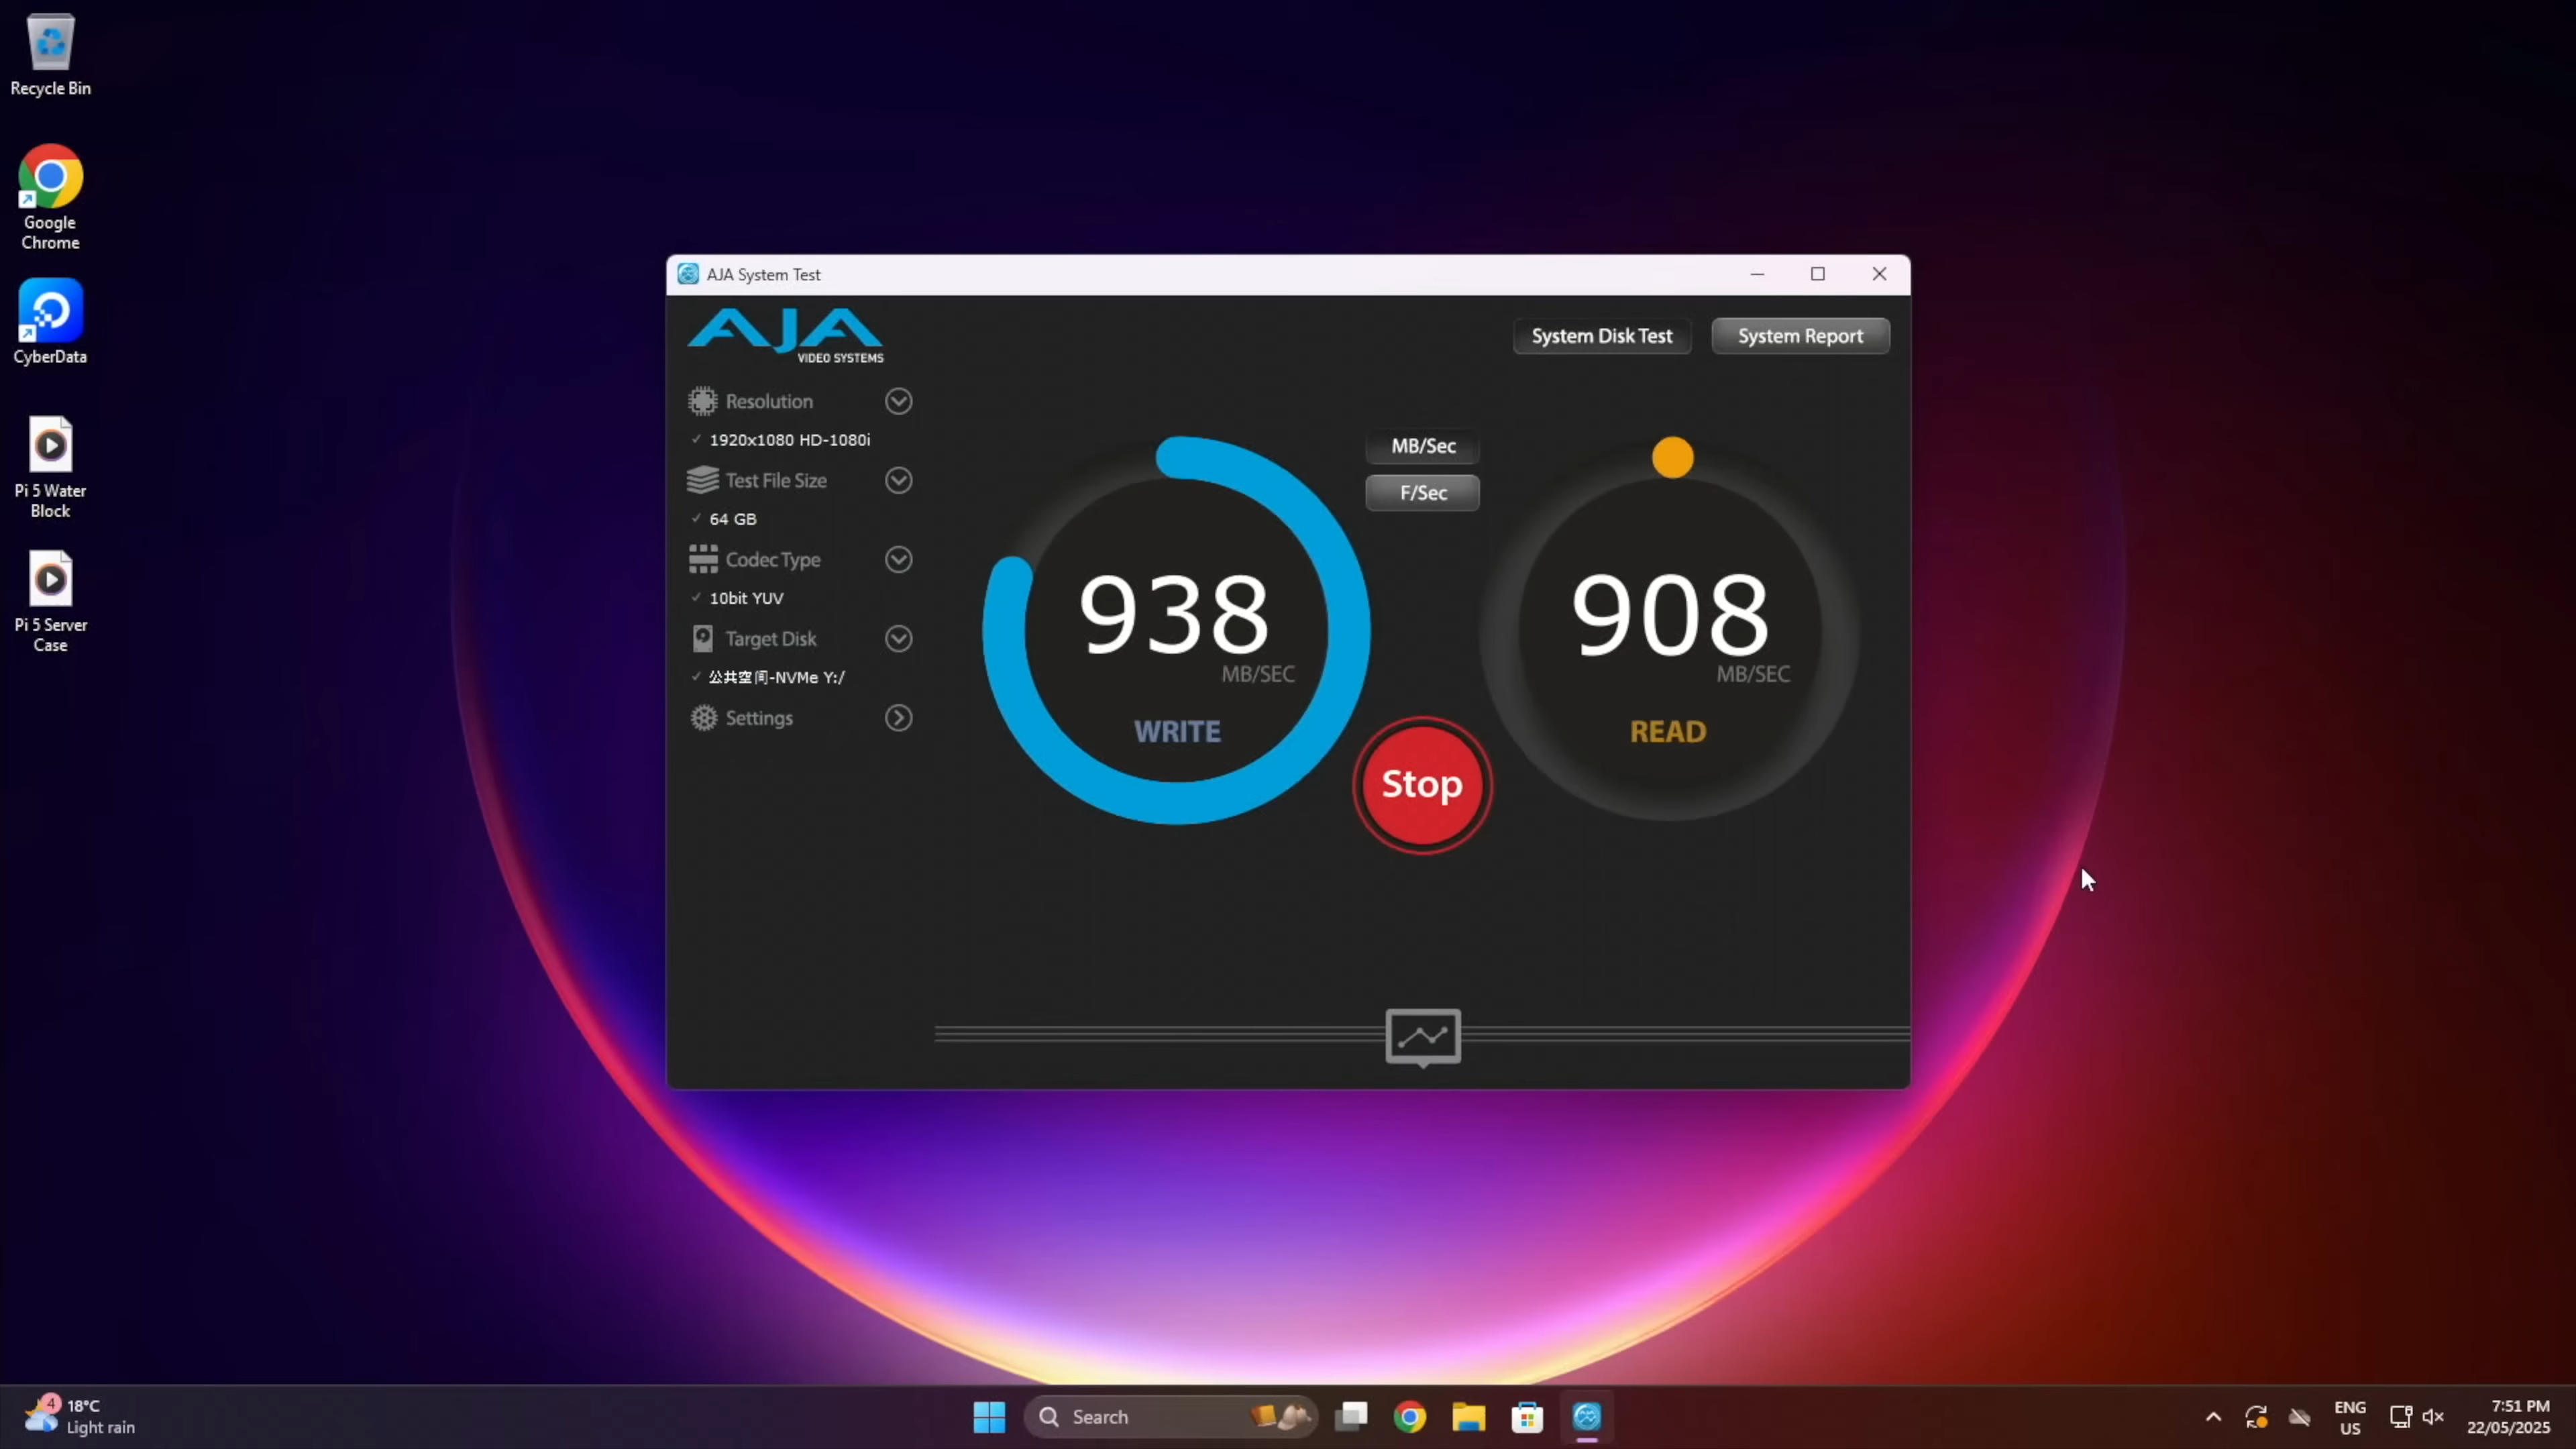 Recycle Bin
Google
Chrome
CyberData
Pi 5 Water
Block
Pi 5 Server
Case
AJA System Test
AJA
VIDEO SYSTEMS
System Disk Test
System Report
Resolution
1920x1080 HD-1080i
Test File Size
64 GB
Codec Type
10bit YUV
Target Disk
公共空间-NVMe Y:/
Settings
MB/Sec
F/Sec
938
MB/SEC
WRITE
908
MB/SEC
READ
Stop
4
18°C
Light rain
Search
ENG
US
7:51 PM
22/05/2025